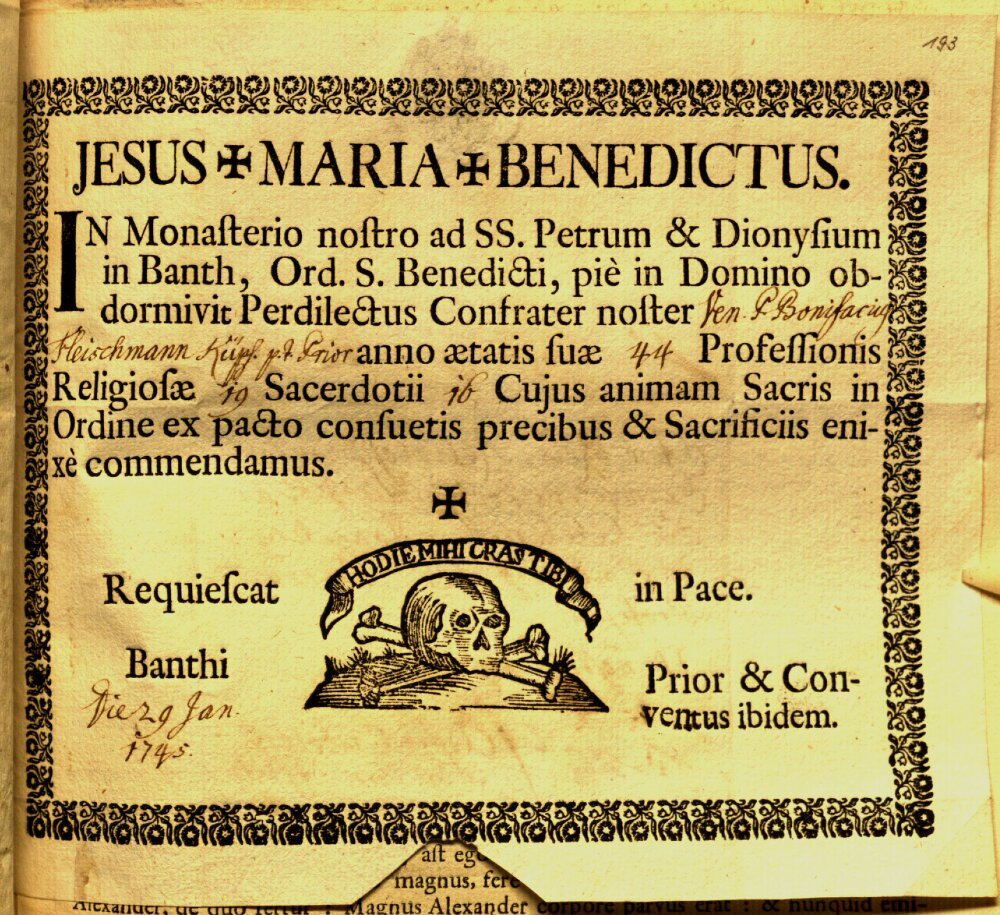 193
JESUS ✠ MARIA ✠ BENEDICTUS.
IN Monaſterio noſtro ad SS. Petrum & Dionyſium
in Banth, Ord. S. Benedicti, piè in Domino ob-
dormivit Perdilectus Confrater noſter Ven. P. Bonifacius
Fleischmann p. t. Prior anno ætatis ſuæ 44 Profeſſionis
Religioſæ 19 Sacerdotii 16 Cujus animam Sacris in
Ordine ex pacto conſuetis precibus & Sacrificiis eni-
xè commendamus.
✠
HODIE MIHI CRAS TIBI
Requieſcat in Pace.
Banthi Prior & Con-
ventus ibidem.
Die 29 Jan.
1745.
aſt
magnus, fere
Alexander, de quo fertur : Magnus Alexander corpore parvus erat : & nunquid